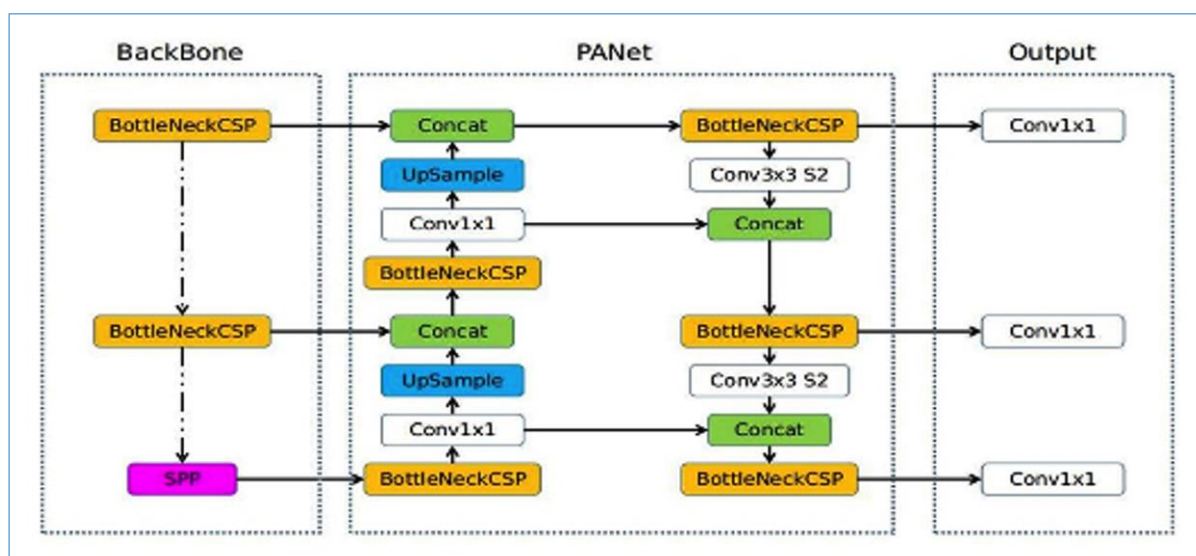 BackBone
PANet
Output
BottleNeckCSP
Concat
BottleNeckCSP
Conv1x1
UpSample
Conv3x3 S2
Conv1x1
Concat
BottleNeckCSP
BottleNeckCSP
Concat
BottleNeckCSP
Conv1x1
UpSample
Conv3x3 S2
Conv1x1
Concat
SPP
BottleNeckCSP
BottleNeckCSP
Conv1x1